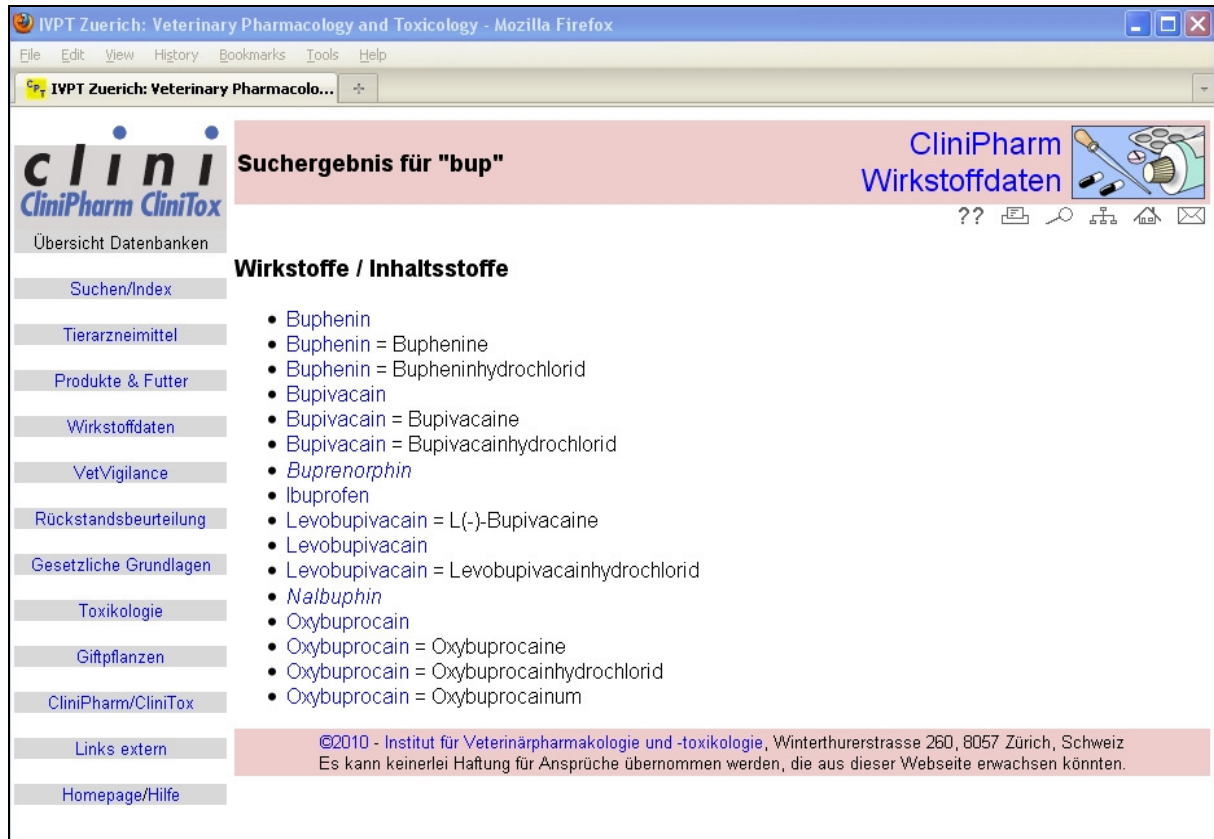 IVPT Zuerich: Veterinary Pharmacology and Toxicology - Mozilla Firefox
File Edit View History Bookmarks Tools Help
CPT IVPT Zuerich: Veterinary Pharmacolo...
clini
CliniPharm CliniTox
Suchergebnis für "bup"
CliniPharm
Wirkstoffdaten
??
Übersicht Datenbanken
Suchen/Index
Tierarzneimittel
Produkte & Futter
Wirkstoffdaten
VetVigilance
Rückstandsbeurteilung
Gesetzliche Grundlagen
Toxikologie
Giftpflanzen
CliniPharm/CliniTox
Links extern
Homepage/Hilfe
Wirkstoffe / Inhaltsstoffe
• Buphenin
• Buphenin = Buphenine
• Buphenin = Bupheninhydrochlorid
• Bupivacain
• Bupivacain = Bupivacaine
• Bupivacain = Bupivacainhydrochlorid
• Buprenorphin
• Ibuprofen
• Levobupivacain = L(-)-Bupivacaine
• Levobupivacain
• Levobupivacain = Levobupivacainhydrochlorid
• Nalbuphin
• Oxybuprocain
• Oxybuprocain = Oxybuprocaine
• Oxybuprocain = Oxybuprocainhydrochlorid
• Oxybuprocain = Oxybuprocainum
©2010 - Institut für Veterinärpharmakologie und -toxikologie, Winterthurerstrasse 260, 8057 Zürich, Schweiz
Es kann keinerlei Haftung für Ansprüche übernommen werden, die aus dieser Webseite erwachsen könnten.